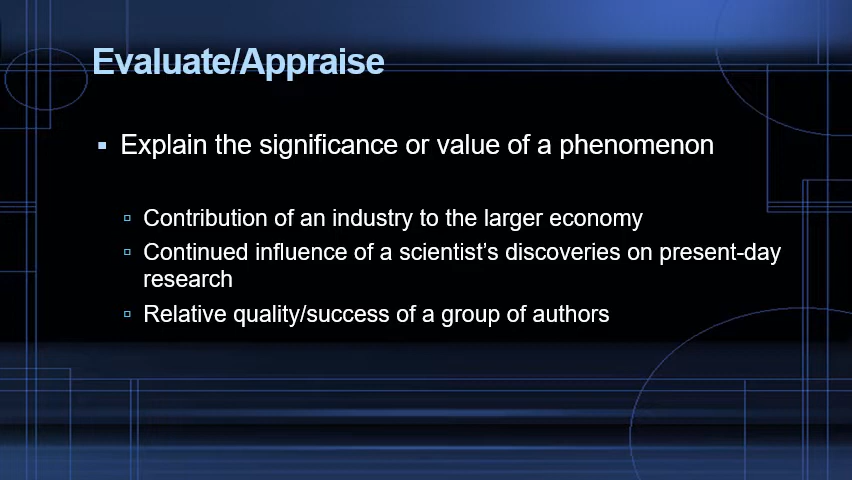 Evaluate/Appraise
Explain the significance or value of a phenomenon
Contribution of an industry to the larger economy
Continued influence of a scientist’s discoveries on present-day
research
Relative quality/success of a group of authors